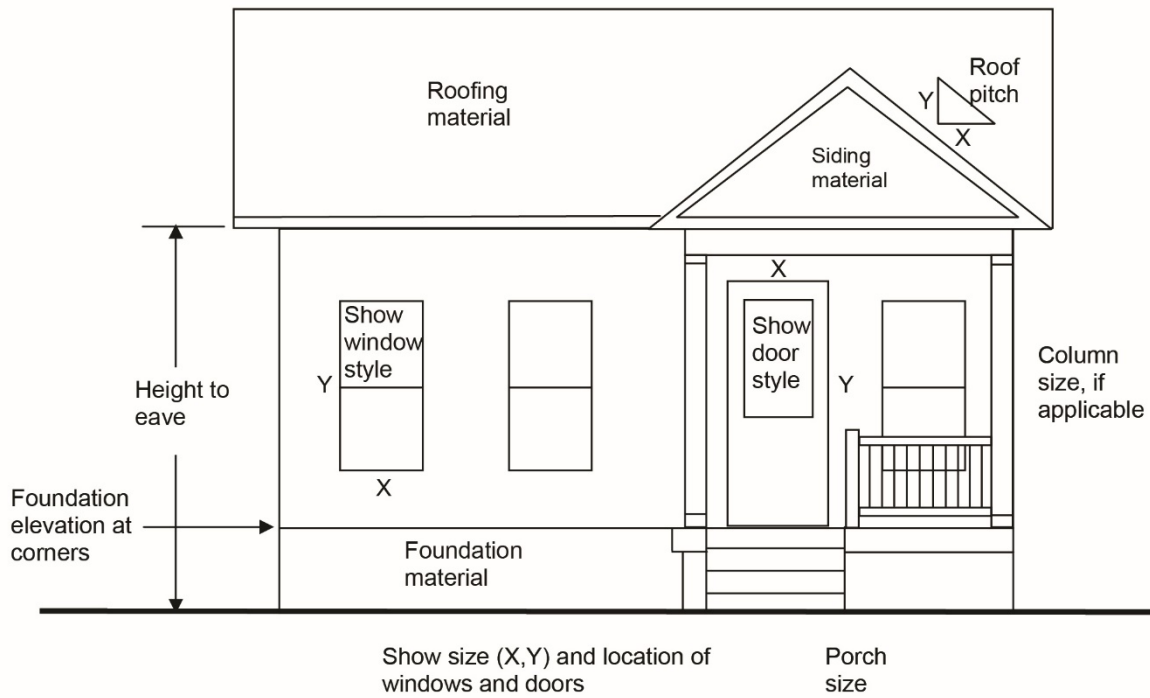 Roofing
material
Roof
pitch
Y
X
Siding
material
X
Show
window
style
Y
X
Show
door
style
Y
Column
size, if
applicable
Height to
eave
Foundation
elevation at
corners
Foundation
material
Show size (X,Y) and location of
windows and doors
Porch
size